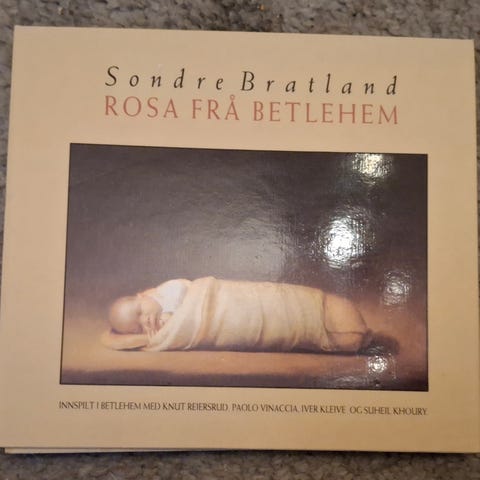 Sondre Bratland
ROSA FRÅ BETLEHEM
INNSPILT I BETLEHEM MED KNUT REIERSRUD, PAOLO VINACCIA, IVER KLEIVE OG SUHEIL KHOURY.